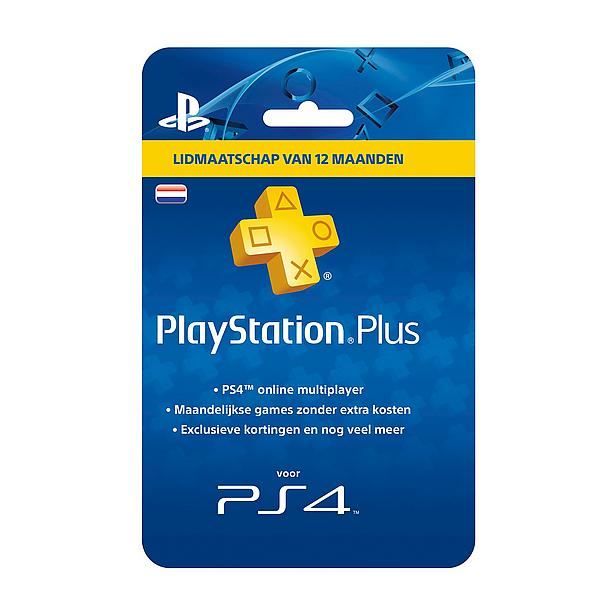 LIDMAATSCHAP VAN 12 MAANDEN
®
PlayStation®Plus
• PS4™ online multiplayer
• Maandelijkse games zonder extra kosten
• Exclusieve kortingen en nog veel meer
voor
PS4™